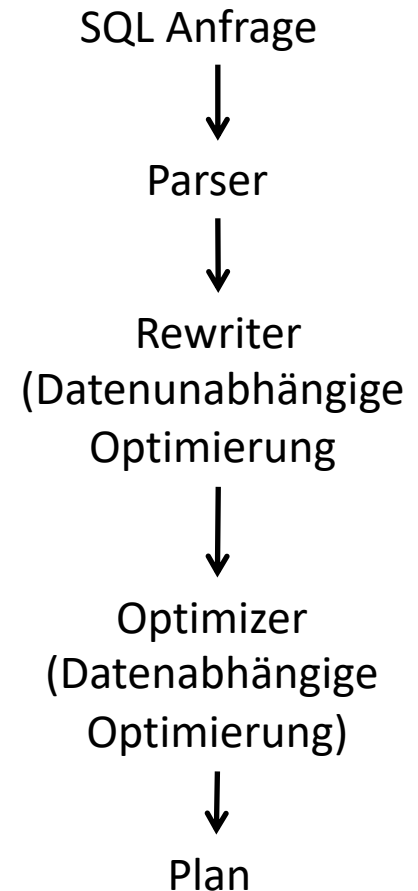 SQL Anfrage
Parser
Rewriter
(Datenunabhängige
Optimierung
Optimizer
(Datenabhängige
Optimierung)
Plan